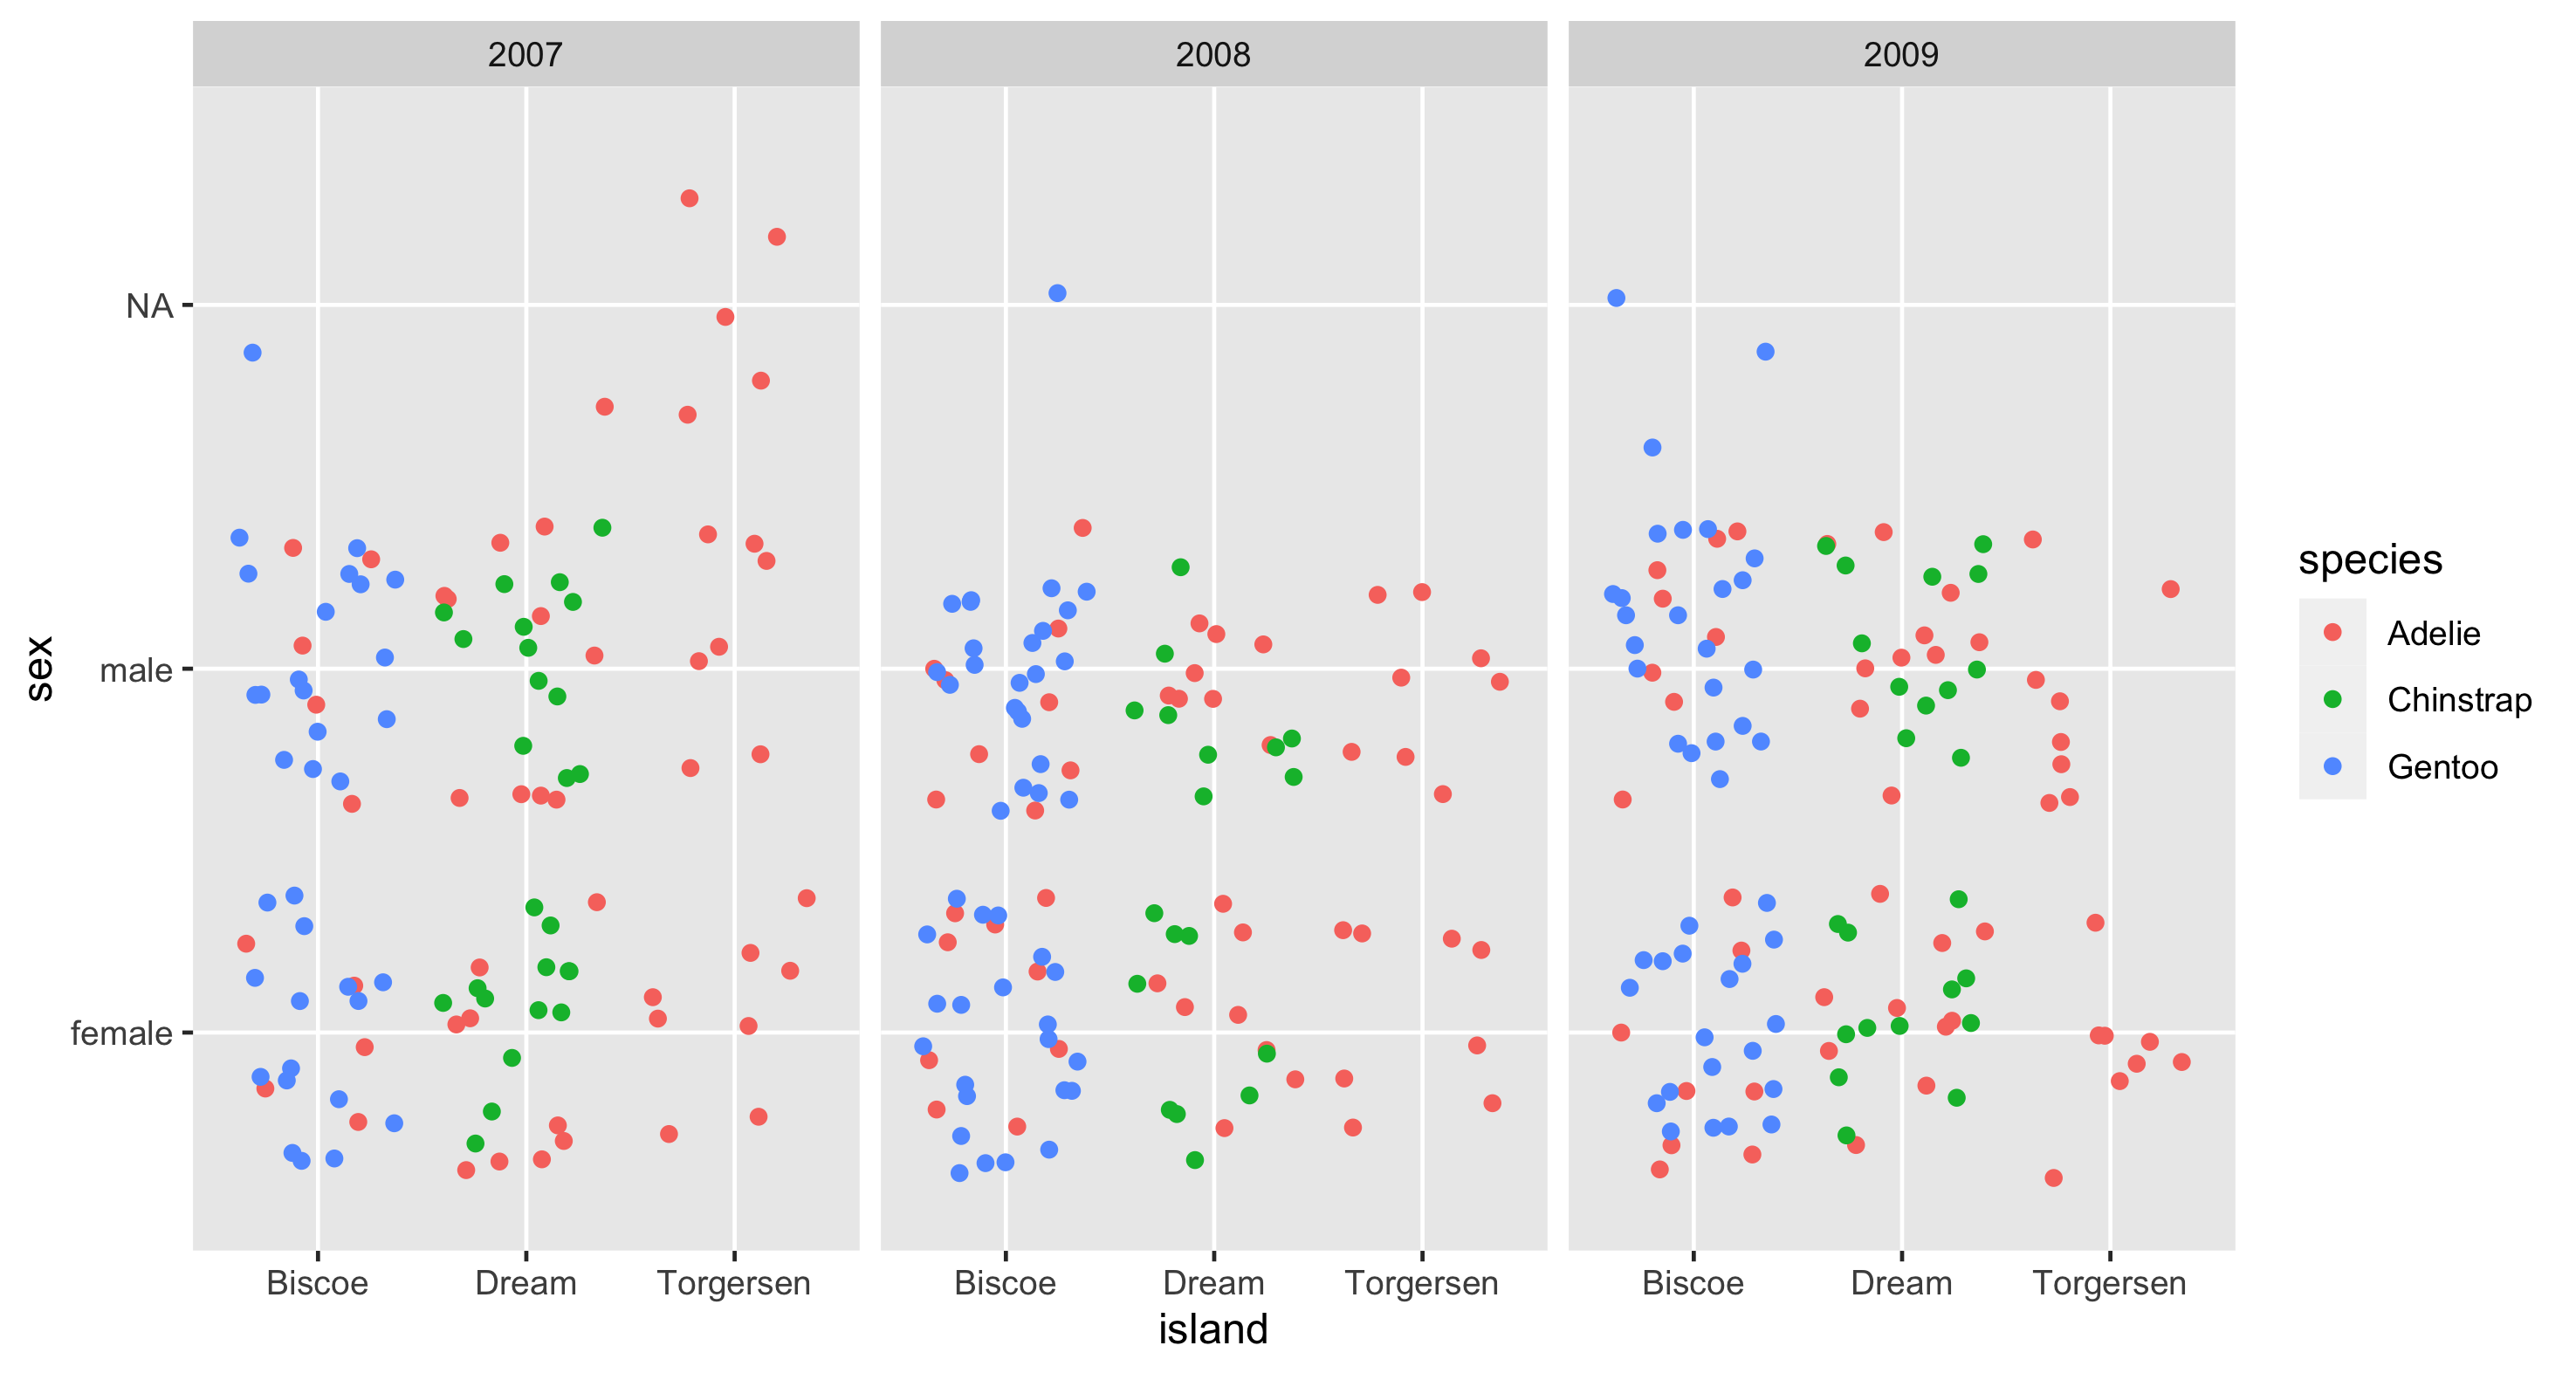 2007 2008 2009
NA
male
female
sex
Biscoe Dream Torgersen Biscoe Dream Torgersen Biscoe Dream Torgersen
island
species
Adelie
Chinstrap
Gentoo